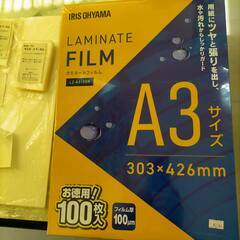 IRIS OHYAMA
LAMINATE
FILM
ラミネートフィルム
用紙にツヤと張りを出し、
水や汚れからしっかりガード
A3
サイズ
303×426mm
お徳用!
100枚入
フィルム厚
100μm